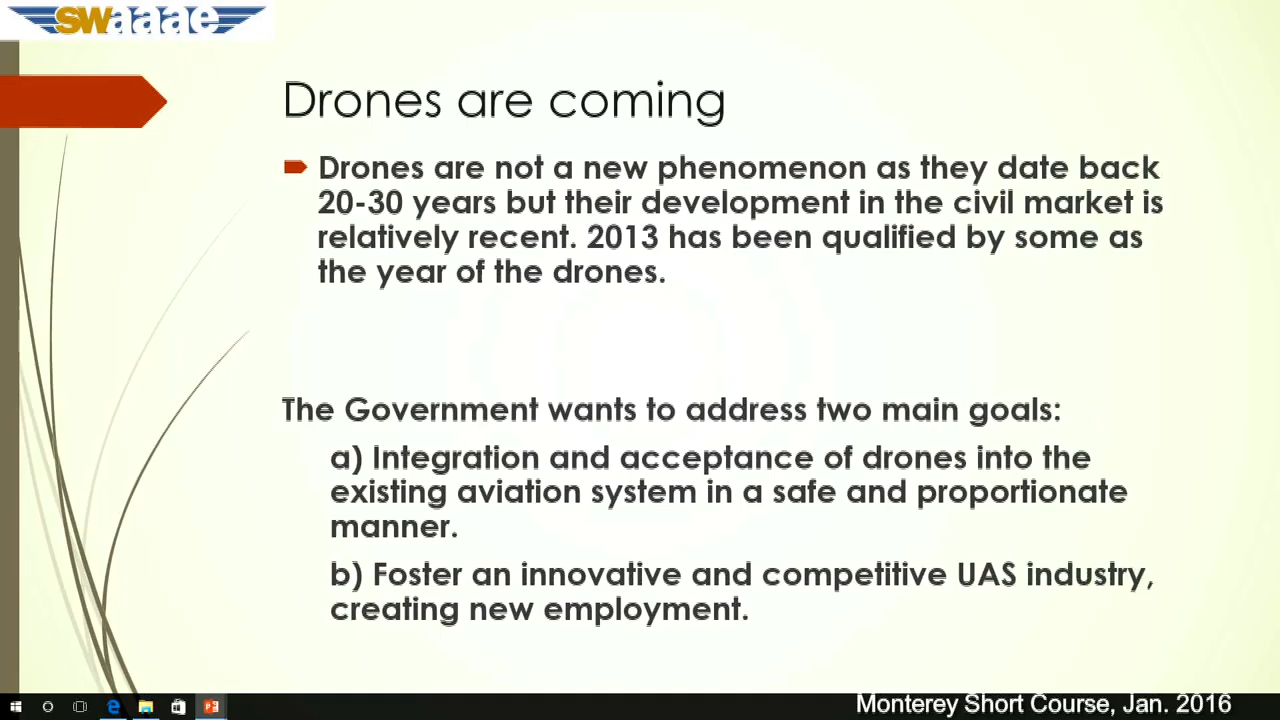 swaaae
Drones are coming
Drones are not a new phenomenon as they date back
20-30 years but their development in the civil market is
relatively recent. 2013 has been qualified by some as
the year of the drones.
The Government wants to address two main goals:
a) Integration and acceptance of drones into the
existing aviation system in a safe and proportionate
manner.
b) Foster an innovative and competitive UAS industry,
creating new employment.
Monterey Short Course, Jan. 2016